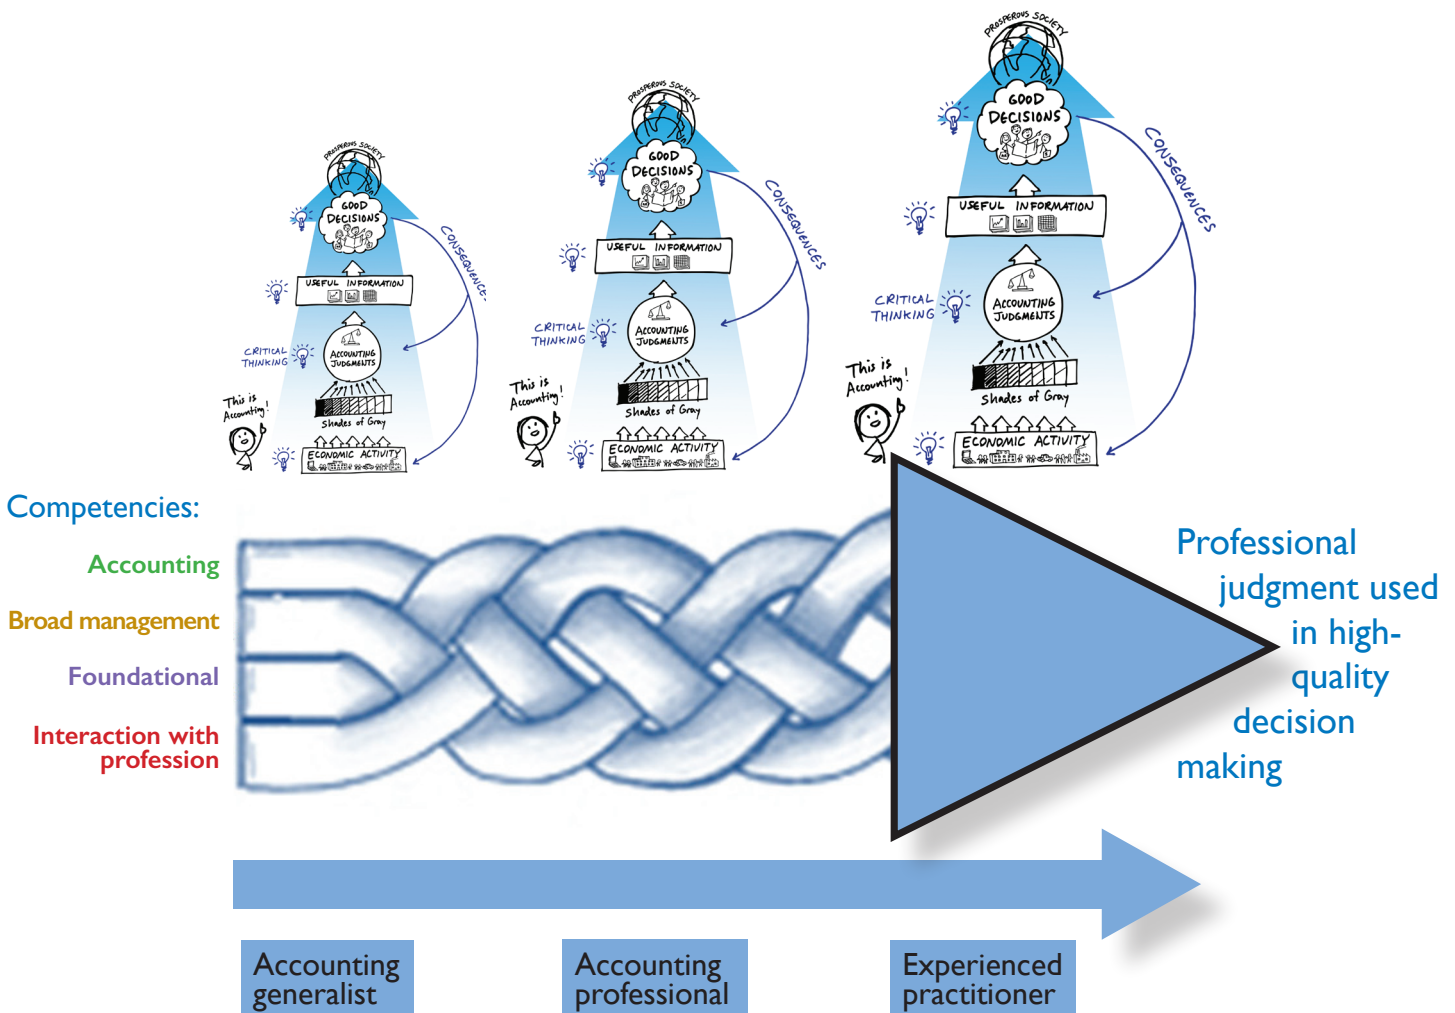 PROSPEROUS SOCIETY
GOOD
DECISIONS
USEFUL INFORMATION
CRITICAL
THINKING
ACCOUNTING
JUDGMENTS
CONSEQUENCE
This is
Accounting!
Shades of Gray
ECONOMIC ACTIVITY
PROSPEROUS SOCIETY
GOOD
DECISIONS
USEFUL INFORMATION
CRITICAL
THINKING
ACCOUNTING
JUDGMENTS
CONSEQUENCES
This is
Accounting!
Shades of Gray
ECONOMIC ACTIVITY
PROSPEROUS SOCIETY
GOOD
DECISIONS
USEFUL INFORMATION
CRITICAL
THINKING
ACCOUNTING
JUDGMENTS
CONSEQUENCES
This is
Accounting!
Shades of Gray
ECONOMIC ACTIVITY
Competencies:
Accounting
Broad management
Foundational
Interaction with
profession
Professional
judgment used
in high-
quality
decision
making
Accounting
generalist
Accounting
professional
Experienced
practitioner